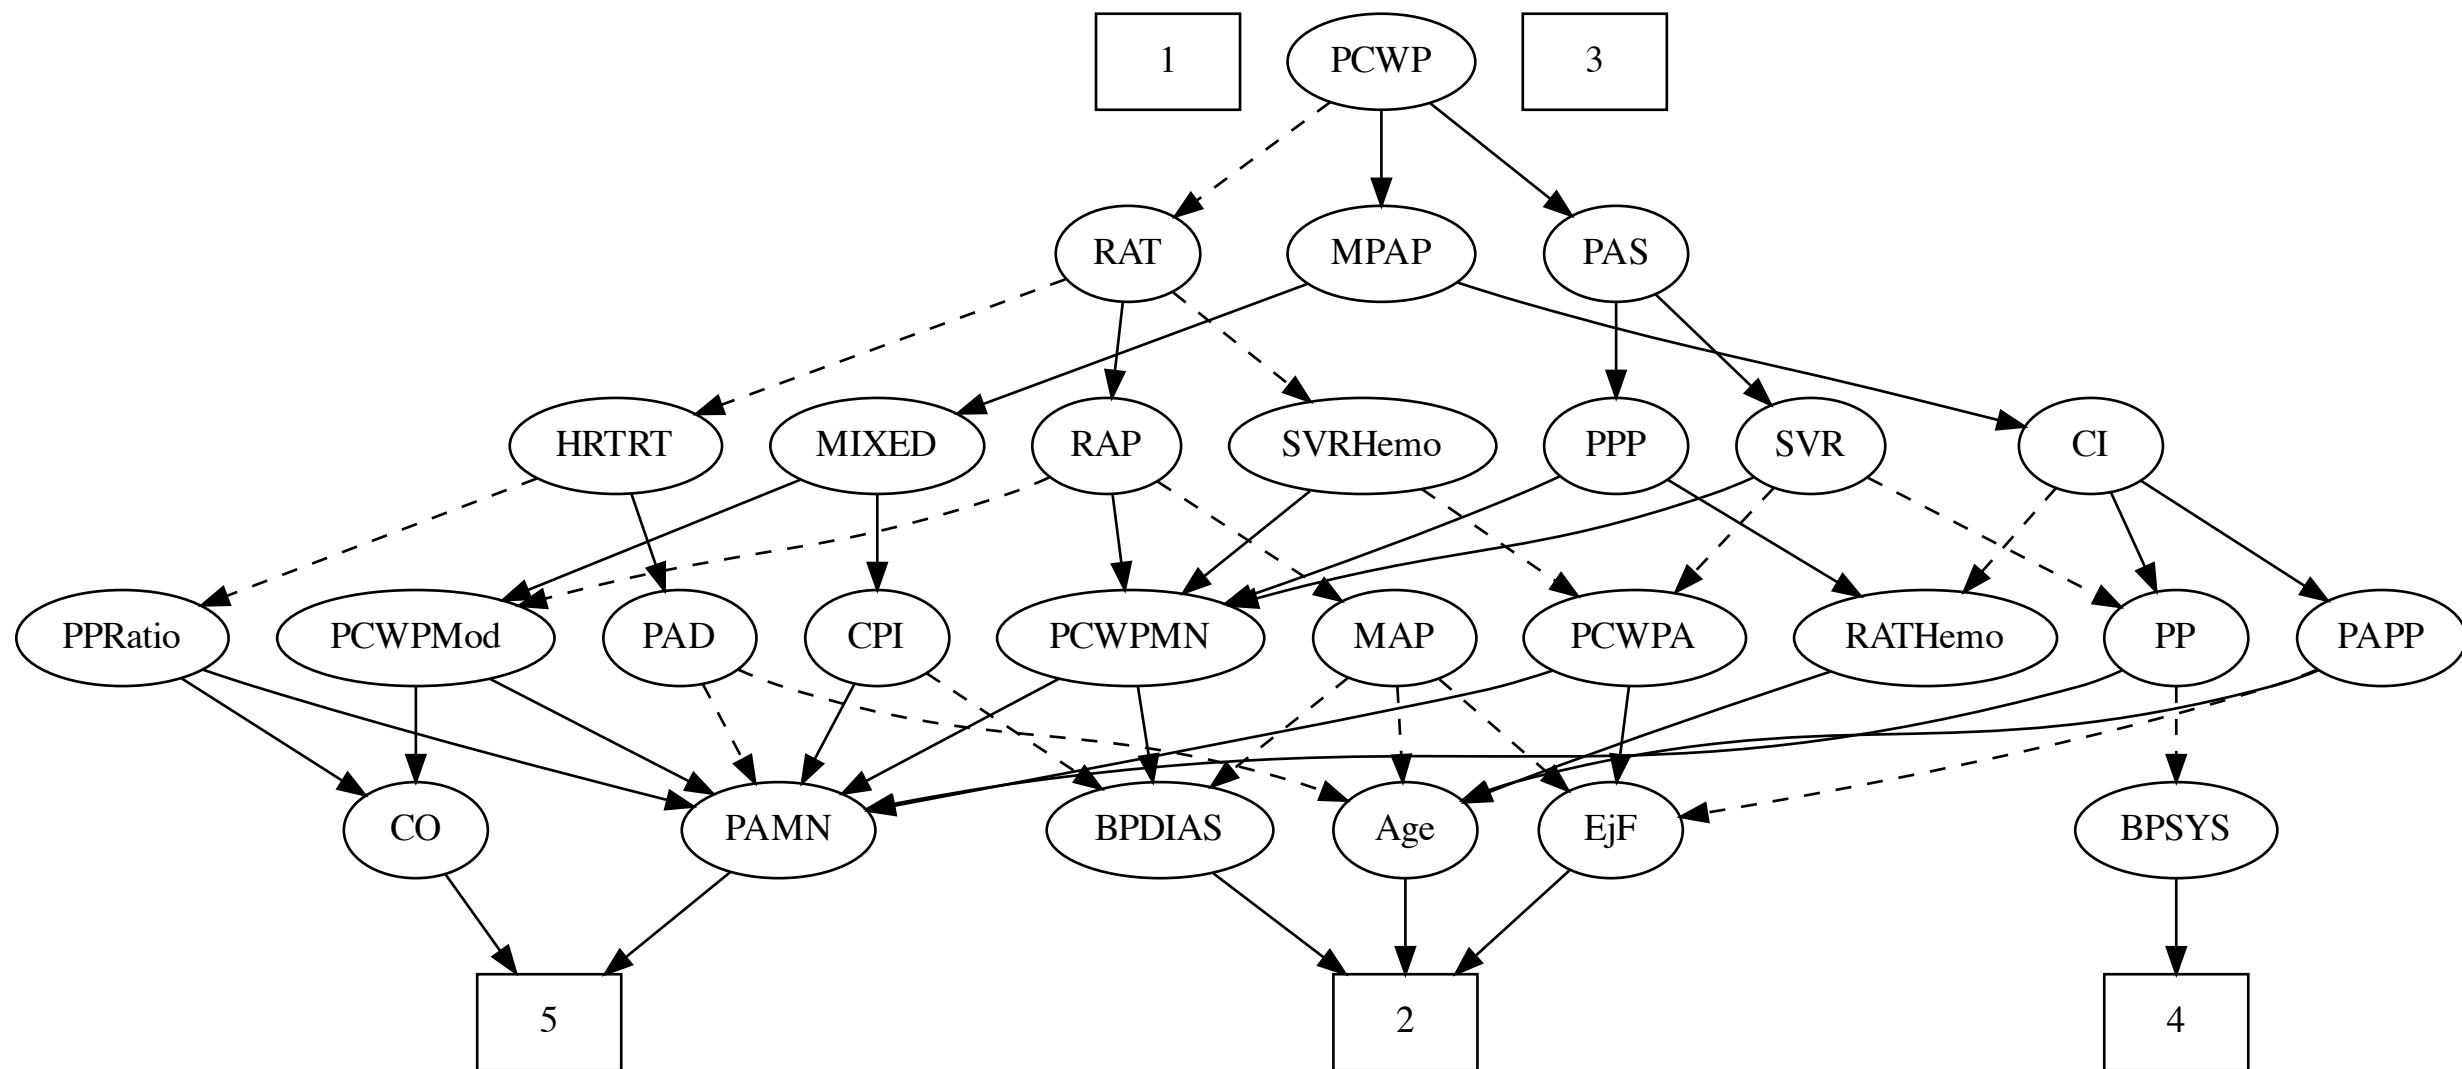 1
PCWP
3
RAT
MPAP
PAS
HRTRT
MIXED
RAP
SVRHemo
PPP
SVR
CI
PPRatio
PCWPMod
PAD
CPI
PCWPMN
MAP
PCWPA
RATHemo
PP
PAPP
CO
PAMN
BPDIAS
Age
EjF
BPSYS
5
2
4